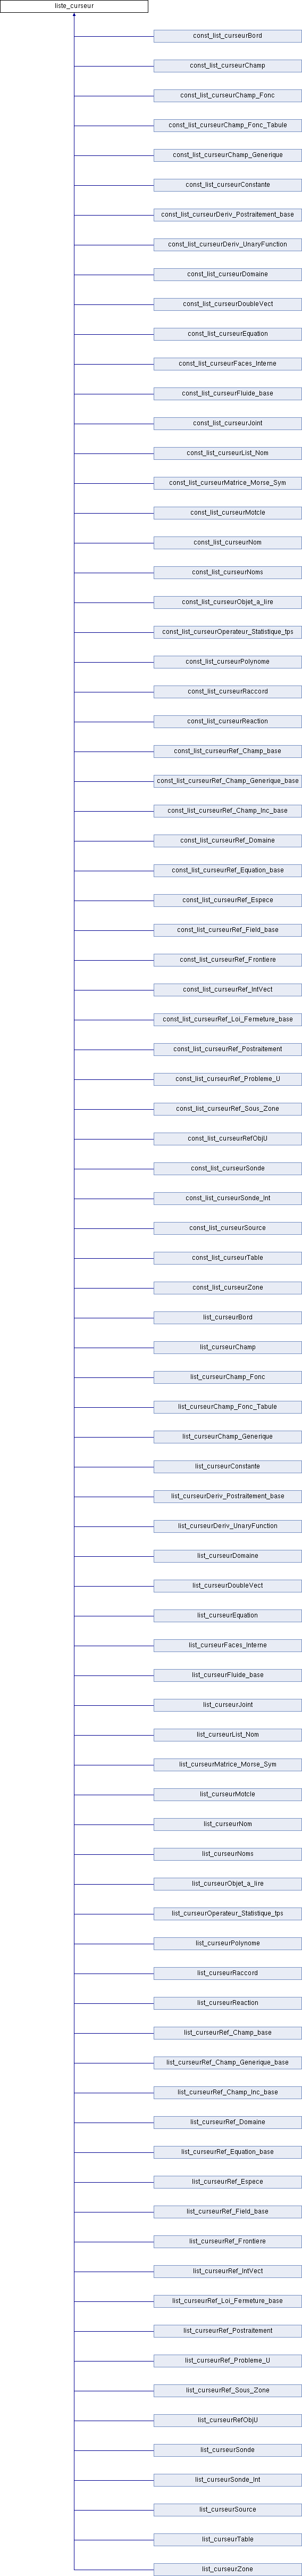 liste_curseur
const_list_curseurBord
const_list_curseurChamp
const_list_curseurChamp_Fonc
const_list_curseurChamp_Fonc_Tabule
const_list_curseurChamp_Generique
const_list_curseurConstante
const_list_curseurDeriv_Postraitement_base
const_list_curseurDeriv_UnaryFunction
const_list_curseurDomaine
const_list_curseurDoubleVect
const_list_curseurEquation
const_list_curseurFaces_Interne
const_list_curseurFluide_base
const_list_curseurJoint
const_list_curseurList_Nom
const_list_curseurMatrice_Morse_Sym
const_list_curseurMotcle
const_list_curseurNom
const_list_curseurNoms
const_list_curseurObjet_a_lire
const_list_curseurOperateur_Statistique_tps
const_list_curseurPolynome
const_list_curseurRaccord
const_list_curseurReaction
const_list_curseurRef_Champ_base
const_list_curseurRef_Champ_Generique_base
const_list_curseurRef_Champ_Inc_base
const_list_curseurRef_Domaine
const_list_curseurRef_Equation_base
const_list_curseurRef_Espece
const_list_curseurRef_Field_base
const_list_curseurRef_Frontiere
const_list_curseurRef_IntVect
const_list_curseurRef_Loi_Fermeture_base
const_list_curseurRef_Postraitement
const_list_curseurRef_Probleme_U
const_list_curseurRef_Sous_Zone
const_list_curseurRefObjU
const_list_curseurSonde
const_list_curseurSonde_Int
const_list_curseurSource
const_list_curseurTable
const_list_curseurZone
list_curseurBord
list_curseurChamp
list_curseurChamp_Fonc
list_curseurChamp_Fonc_Tabule
list_curseurChamp_Generique
list_curseurConstante
list_curseurDeriv_Postraitement_base
list_curseurDeriv_UnaryFunction
list_curseurDomaine
list_curseurDoubleVect
list_curseurEquation
list_curseurFaces_Interne
list_curseurFluide_base
list_curseurJoint
list_curseurList_Nom
list_curseurMatrice_Morse_Sym
list_curseurMotcle
list_curseurNom
list_curseurNoms
list_curseurObjet_a_lire
list_curseurOperateur_Statistique_tps
list_curseurPolynome
list_curseurRaccord
list_curseurReaction
list_curseurRef_Champ_base
list_curseurRef_Champ_Generique_base
list_curseurRef_Champ_Inc_base
list_curseurRef_Domaine
list_curseurRef_Equation_base
list_curseurRef_Espece
list_curseurRef_Field_base
list_curseurRef_Frontiere
list_curseurRef_IntVect
list_curseurRef_Loi_Fermeture_base
list_curseurRef_Postraitement
list_curseurRef_Probleme_U
list_curseurRef_Sous_Zone
list_curseurRefObjU
list_curseurSonde
list_curseurSonde_Int
list_curseurSource
list_curseurTable
list_curseurZone